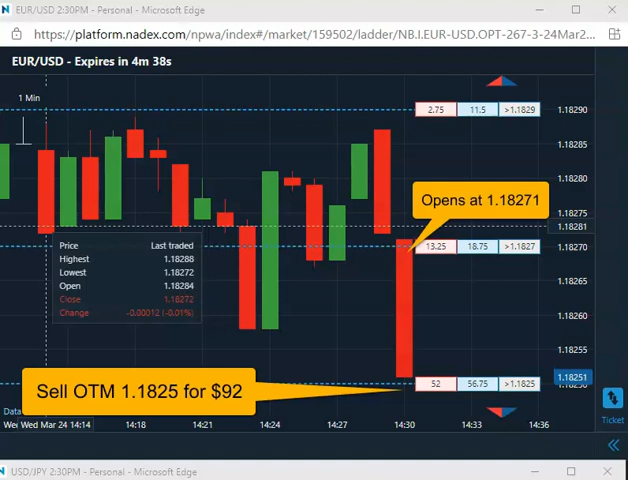 EUR/USD 2:30PM - Personal - Microsoft Edge
https://platform.nadex.com/npwa/index#/market/159502/ladder/NB.I.EUR-USD.OPT-267-3-24Mar2...
EUR/USD - Expires in 4m 38s
1 Min
2.75 11.5 >1.1829 1.18290
1.18285
1.18280
Opens at 1.18271
1.18275
1.18281
13.25 18.75 >1.1827 1.18270
Price Last traded
Highest 1.18288
Lowest 1.18272
Open 1.18284
Close 1.18272
Change -0.00012 (-0.01%)
1.18265
1.18260
1.18255
1.18251
52 56.75 >1.1825
Sell OTM 1.1825 for $92
Data
Wed Mar 24 14:14 14:18 14:21 14:24 14:26 14:30 14:34 14:36
Ticket
USD/JPY 2:30PM - Personal - Microsoft Edge